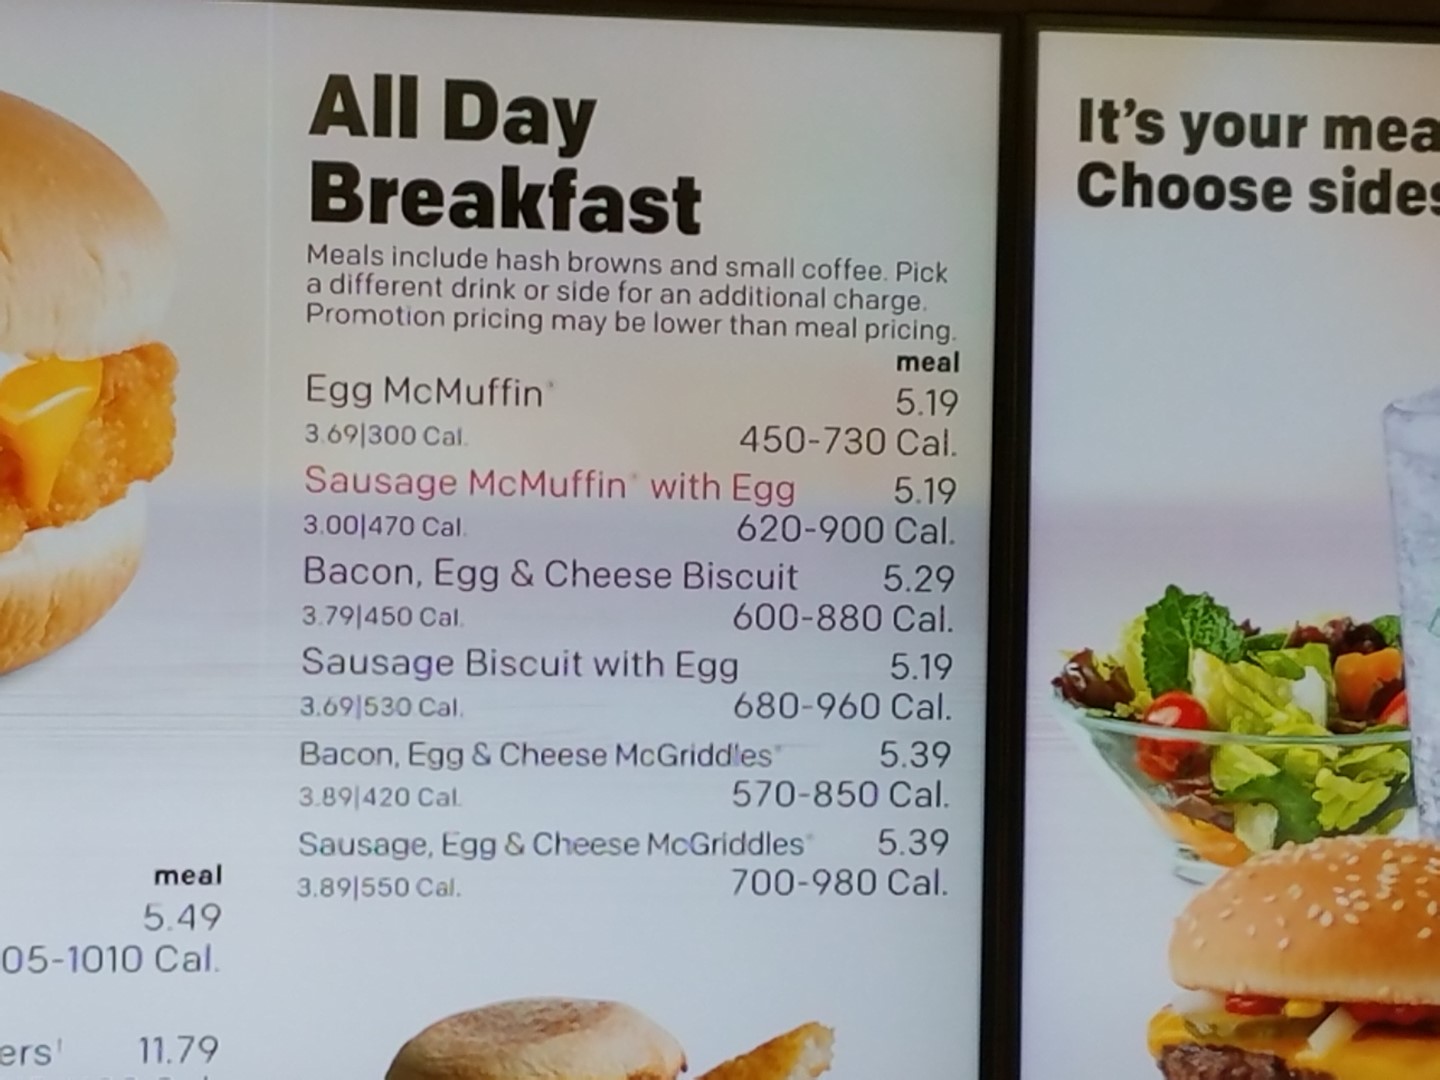 All Day
Breakfast
Meals include hash browns and small coffee. Pick
a different drink or side for an additional charge.
Promotion pricing may be lower than meal pricing.
meal
Egg McMuffin® 5.19
3.69|300 Cal. 450-730 Cal.
Sausage McMuffin® with Egg 5.19
3.00|470 Cal. 620-900 Cal.
Bacon, Egg & Cheese Biscuit 5.29
3.79|450 Cal. 600-880 Cal.
Sausage Biscuit with Egg 5.19
3.69|530 Cal. 680-960 Cal.
Bacon, Egg & Cheese McGriddles® 5.39
3.89|420 Cal. 570-850 Cal.
Sausage, Egg & Cheese McGriddles® 5.39
3.89|550 Cal. 700-980 Cal.
meal
5.49
05-1010 Cal.
ers 11.79
It's your mea
Choose sides